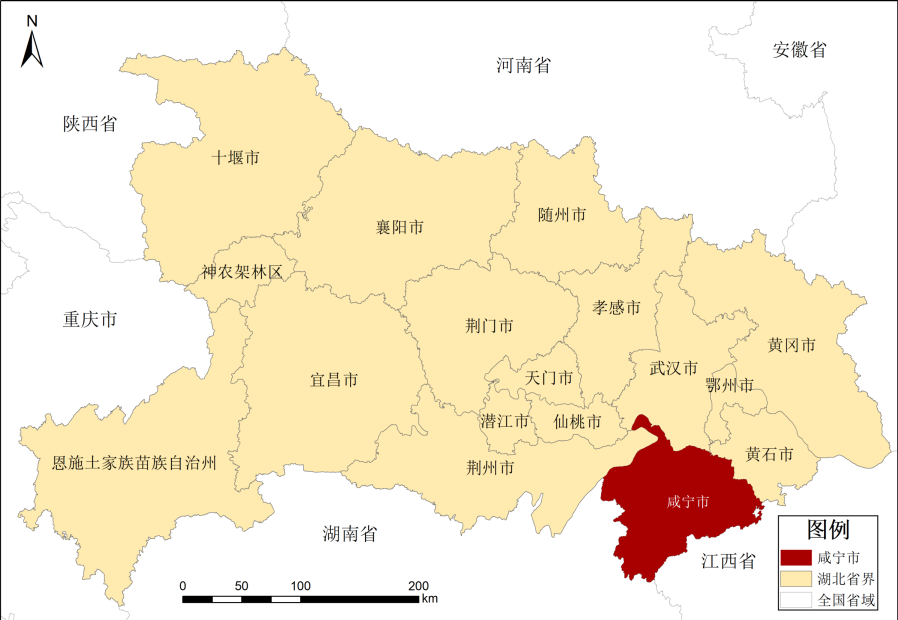 N
安徽省
河南省
陕西省
十堰市
随州市
襄阳市
神农架林区
孝感市
重庆市
荆门市
黄冈市
武汉市
宜昌市
天门市
鄂州市
潜江市
仙桃市
黄石市
恩施土家族苗族自治州
荆州市
咸宁市
湖南省
江西省
图例
咸宁市
湖北省界
全国省域
0 50 100 200
km